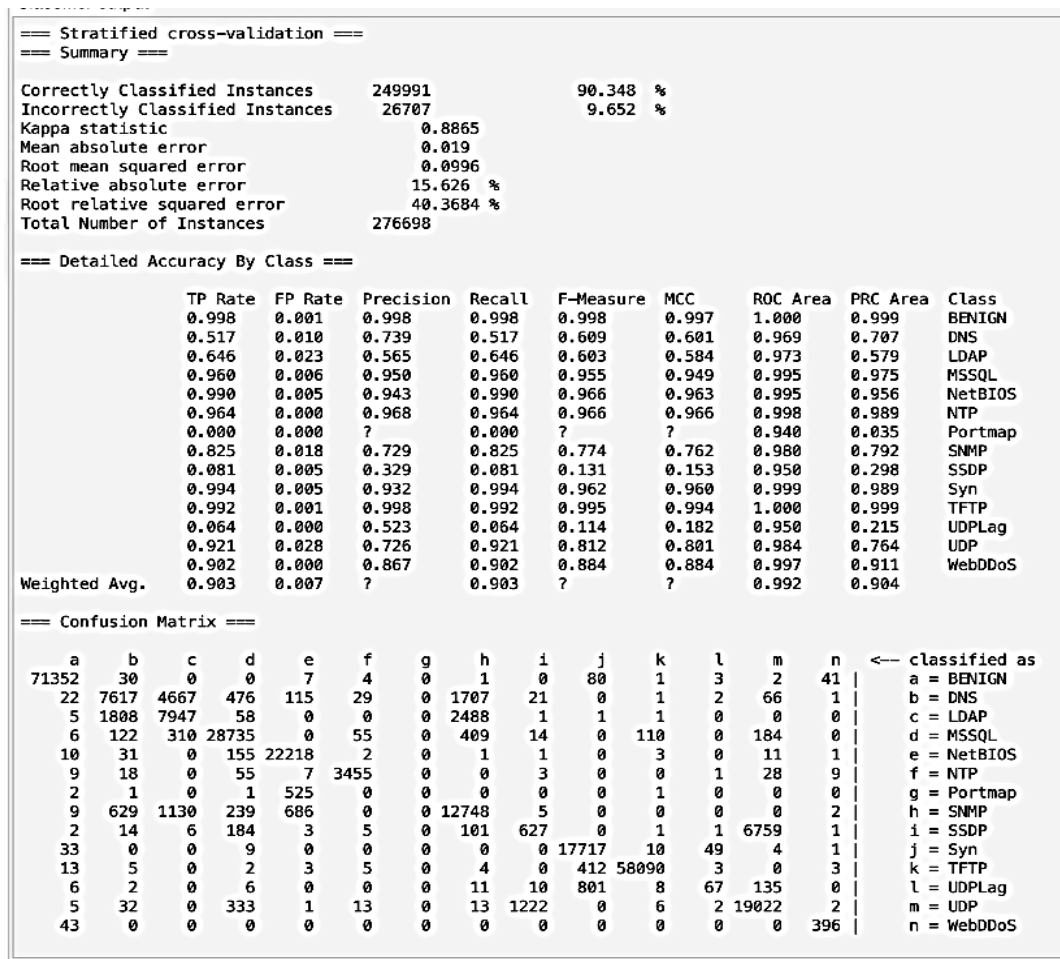 === Stratified cross-validation ===
=== Summary ===
Correctly Classified Instances 249991 90.348 %
Incorrectly Classified Instances 26707 9.652 %
Kappa statistic 0.8865
Mean absolute error 0.019
Root mean squared error 0.0996
Relative absolute error 15.626 %
Root relative squared error 40.3684 %
Total Number of Instances 276698
=== Detailed Accuracy By Class ===
TP Rate FP Rate Precision Recall F-Measure MCC ROC Area PRC Area Class
0.998 0.001 0.998 0.998 0.998 0.997 1.000 0.999 BENIGN
0.517 0.010 0.739 0.517 0.609 0.601 0.969 0.707 DNS
0.646 0.023 0.565 0.646 0.603 0.584 0.973 0.579 LDAP
0.960 0.006 0.950 0.960 0.955 0.949 0.995 0.975 MSSQL
0.990 0.005 0.943 0.990 0.966 0.963 0.995 0.956 NetBIOS
0.964 0.000 0.968 0.964 0.966 0.966 0.998 0.989 NTP
0.000 0.000 ? 0.000 ? ? 0.940 0.035 Portmap
0.825 0.018 0.729 0.825 0.774 0.762 0.980 0.792 SNMP
0.081 0.005 0.329 0.081 0.131 0.153 0.950 0.298 SSDP
0.994 0.005 0.932 0.994 0.962 0.960 0.999 0.989 Syn
0.992 0.001 0.998 0.992 0.995 0.994 1.000 0.999 TFTP
0.064 0.000 0.523 0.064 0.114 0.182 0.950 0.215 UDPLag
0.921 0.028 0.726 0.921 0.812 0.801 0.984 0.764 UDP
0.902 0.000 0.867 0.902 0.884 0.884 0.997 0.911 WebDDoS
Weighted Avg. 0.903 0.007 ? 0.903 ? ? 0.992 0.904
=== Confusion Matrix ===
a b c d e f g h i j k l m n <-- classified as
71352 30 0 0 7 4 0 1 0 80 1 3 2 41 | a = BENIGN
22 7617 4667 476 115 29 0 1707 21 0 1 2 66 1 | b = DNS
5 1808 7947 58 0 0 0 2488 1 1 1 0 0 0 | c = LDAP
6 122 310 28735 0 55 0 409 14 0 110 0 184 0 | d = MSSQL
10 31 0 155 22218 2 0 1 1 0 3 0 11 1 | e = NetBIOS
9 18 0 55 7 3455 0 0 3 0 0 1 28 9 | f = NTP
2 1 0 1 525 0 0 0 0 0 1 0 0 0 | g = Portmap
9 629 1130 239 686 0 0 12748 5 0 0 0 0 2 | h = SNMP
2 14 6 184 3 5 0 101 627 0 1 1 6759 1 | i = SSDP
33 0 0 9 0 0 0 0 0 17717 10 49 4 1 | j = Syn
13 5 0 2 3 5 0 4 0 412 58090 3 0 3 | k = TFTP
6 2 0 6 0 0 0 11 10 801 8 67 135 0 | l = UDPLag
5 32 0 333 1 13 0 13 1222 0 6 2 19022 2 | m = UDP
43 0 0 0 0 0 0 0 0 0 0 0 0 396 | n = WebDDoS